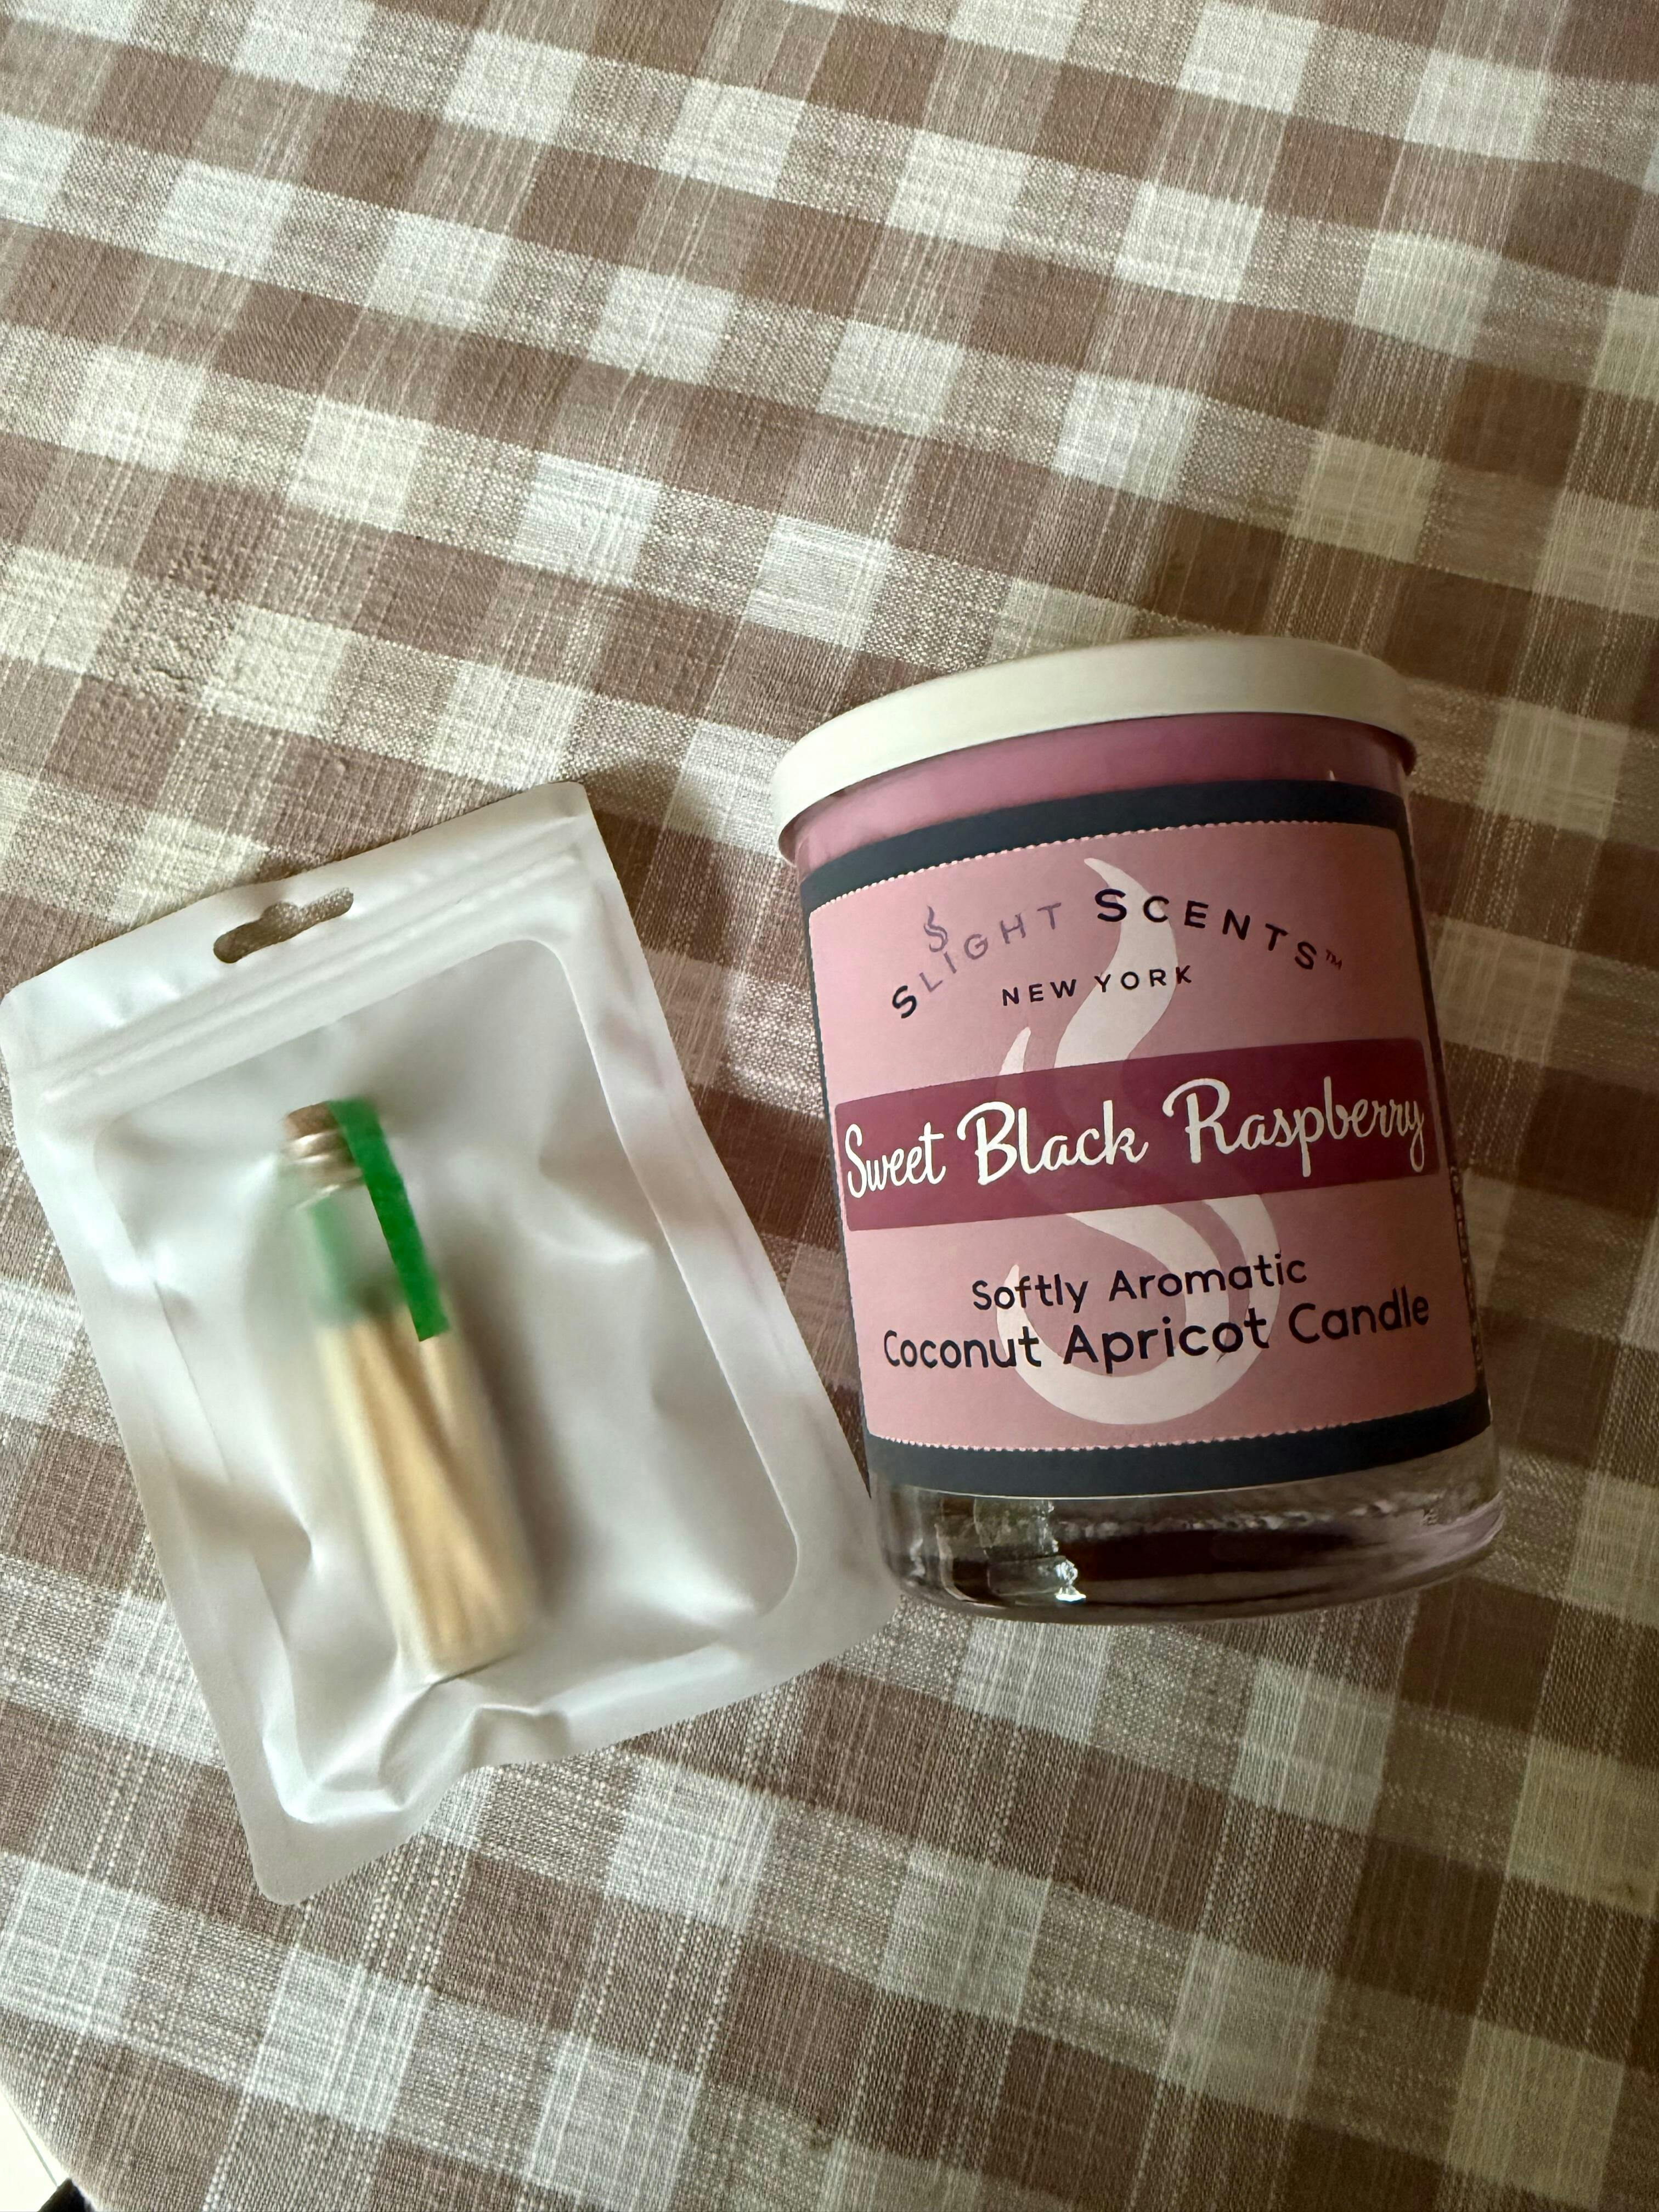 SLIGHT SCENTS™
NEW YORK
Sweet Black Raspberry
Softly Aromatic
Coconut Apricot Candle